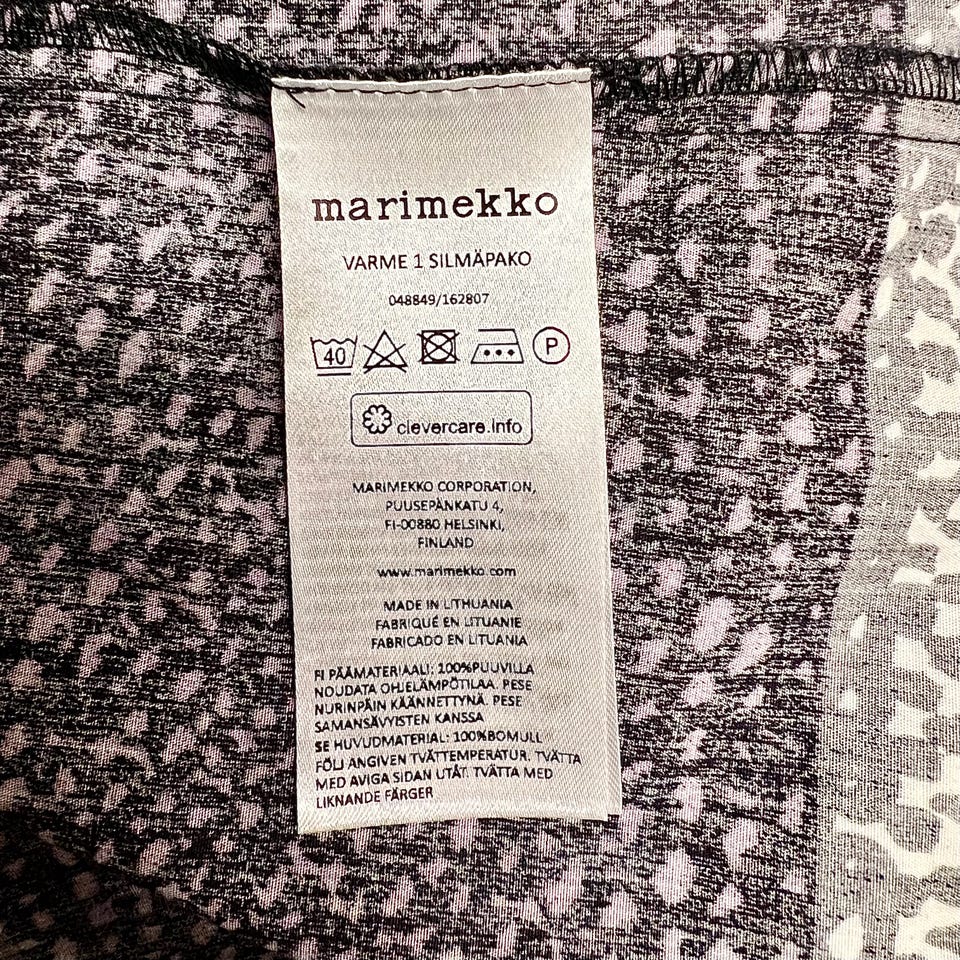 marimekko
VARME 1 SILMÄPAKO
048849/162807
40
P
clevercare.info
MARIMEKKO CORPORATION,
PUUSEPÄNKATU 4,
FI-00880 HELSINKI,
FINLAND
www.marimekko.com
MADE IN LITHUANIA
FABRIQUÉ EN LITUANIE
FABRICADO EN LITUANIA
FI PÄÄMATERIAALI: 100%PUUVILLA
NOUDATA OHJELÄMPÖTILAA. PESE
NURINPÄIN KÄÄNNETTYNÄ. PESE
SAMANSÄVYISTEN KANSSA
SE HUVUDMATERIAL: 100%BOMULL
FÖLJ ANGIVEN TVÄTTEMPERATUR. TVÄTTA
MED AVIGA SIDAN UTÅT. TVÄTTA MED
LIKNANDE FÄRGER